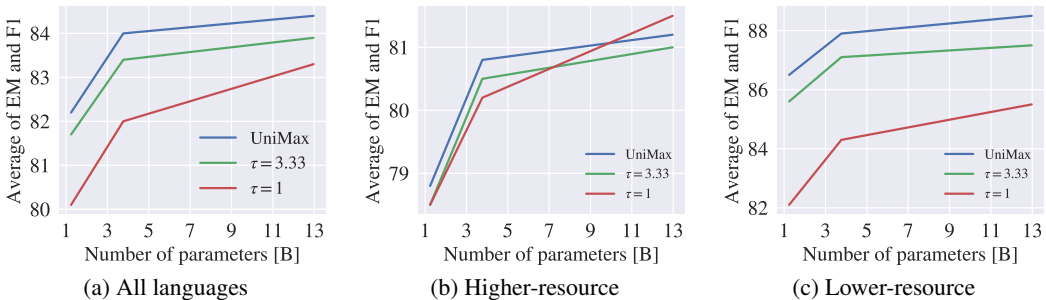 Average of EM and F1
84
83
82
81
80
1 3 5 7 9 11 13
Number of parameters [B]
UniMax
τ = 3.33
τ = 1
(a) All languages
Average of EM and F1
81
80
79
1 3 5 7 9 11 13
Number of parameters [B]
UniMax
τ = 3.33
τ = 1
(b) Higher-resource
Average of EM and F1
88
86
84
82
1 3 5 7 9 11 13
Number of parameters [B]
UniMax
τ = 3.33
τ = 1
(c) Lower-resource